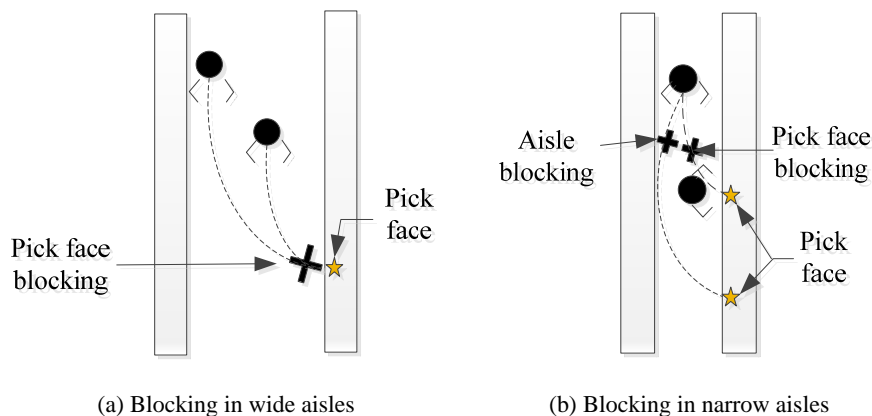 Pick face
blocking
Pick
face
(a) Blocking in wide aisles
Aisle
blocking
Pick face
blocking
Pick
face
(b) Blocking in narrow aisles